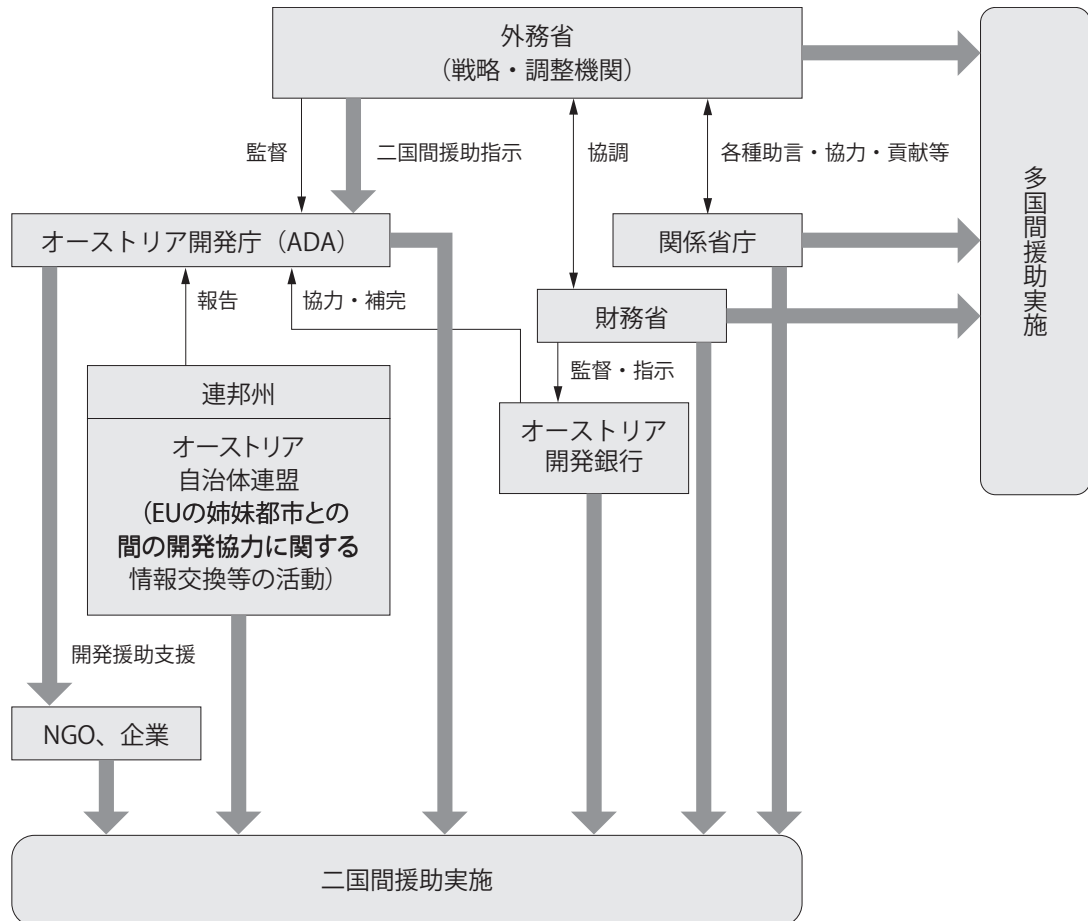 外務省
（戦略・調整機関）
監督
二国間援助指示
協調
各種助言・協力・貢献等
多国間援助実施
オーストリア開発庁（ADA）
関係省庁
報告
協力・補完
財務省
監督・指示
連邦州
オーストリア
自治体連盟
（EUの姉妹都市との
間の開発協力に関する
情報交換等の活動）
オーストリア
開発銀行
開発援助支援
NGO、企業
二国間援助実施